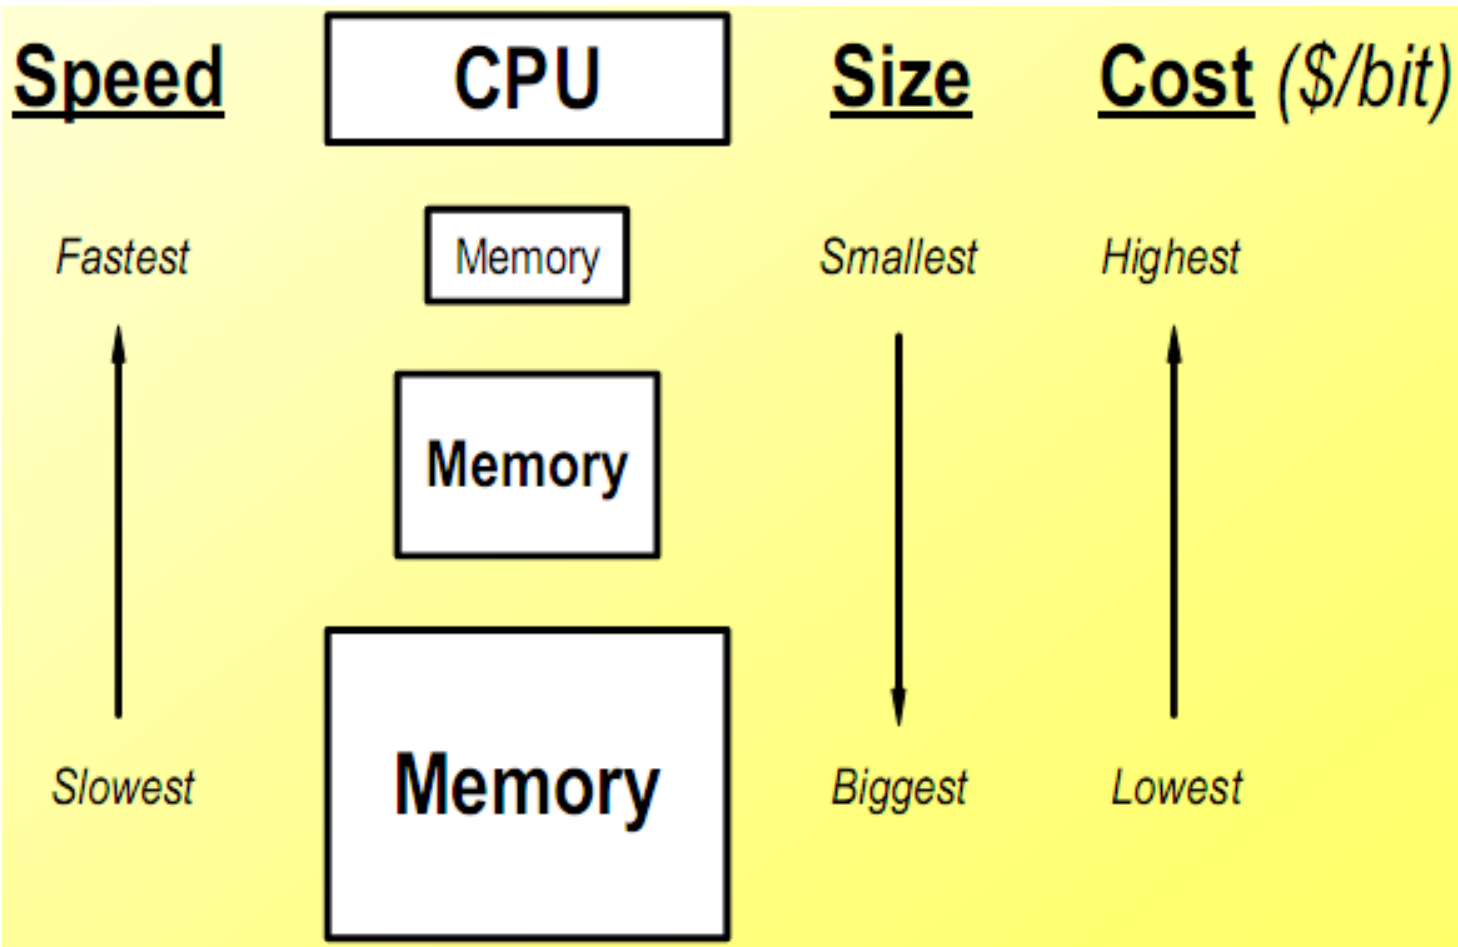 Speed CPU Size Cost ($/bit)
Fastest Memory Smallest Highest
Memory
Slowest Memory Biggest Lowest